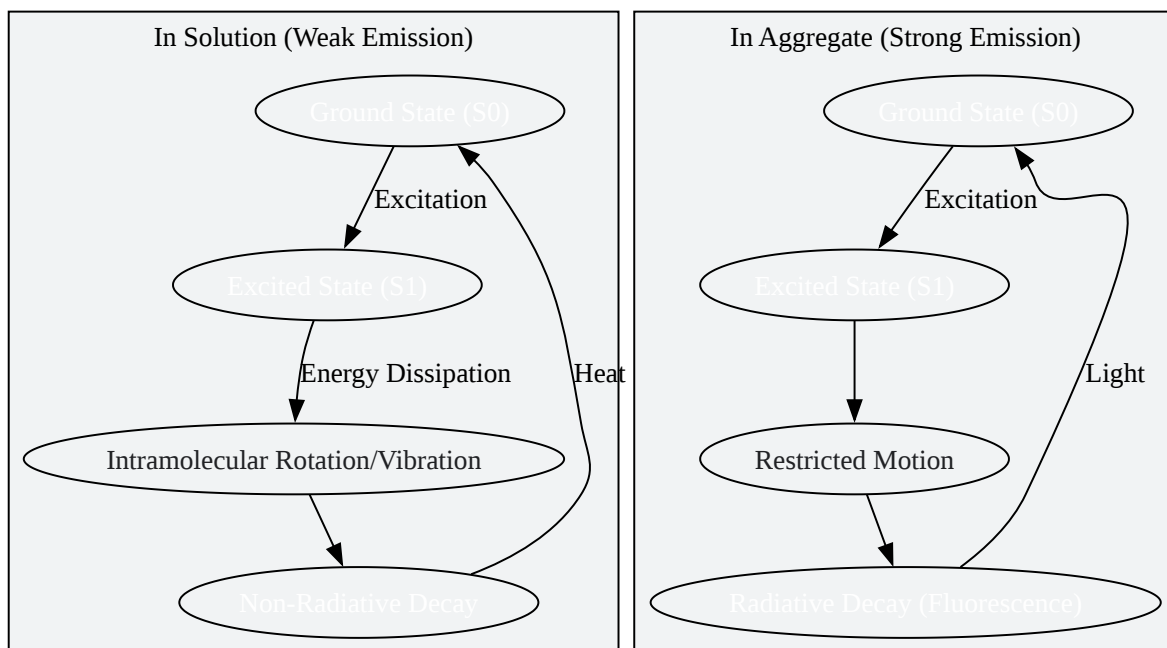 In Solution (Weak Emission)
Ground State (S0)
Excitation
Excited State (S1)
Energy Dissipation
Heat
Intramolecular Rotation/Vibration
Non-Radiative Decay
In Aggregate (Strong Emission)
Ground State (S0)
Excitation
Excited State (S1)
Light
Restricted Motion
Radiative Decay (Fluorescence)